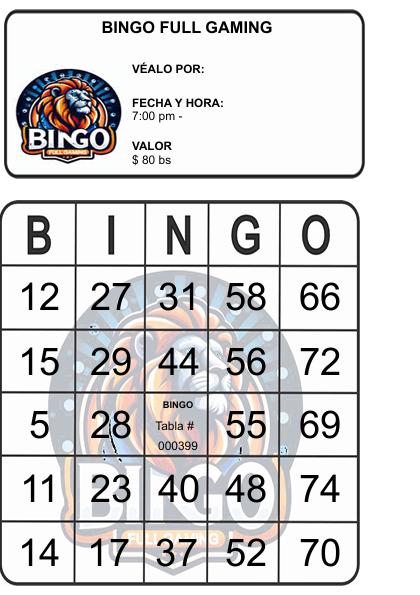 BINGO FULL GAMING
VÉALO POR:
FECHA Y HORA:
7:00 pm -
VALOR
$ 80 bs
BINGO
FULL GAMING
B I N G O
12 27 31 58 66
15 29 44 56 72
BINGO
5 28 Tabla # 55 69
000399
11 23 40 48 74
BINGO
14 17 37 52 70
FULL GAMING